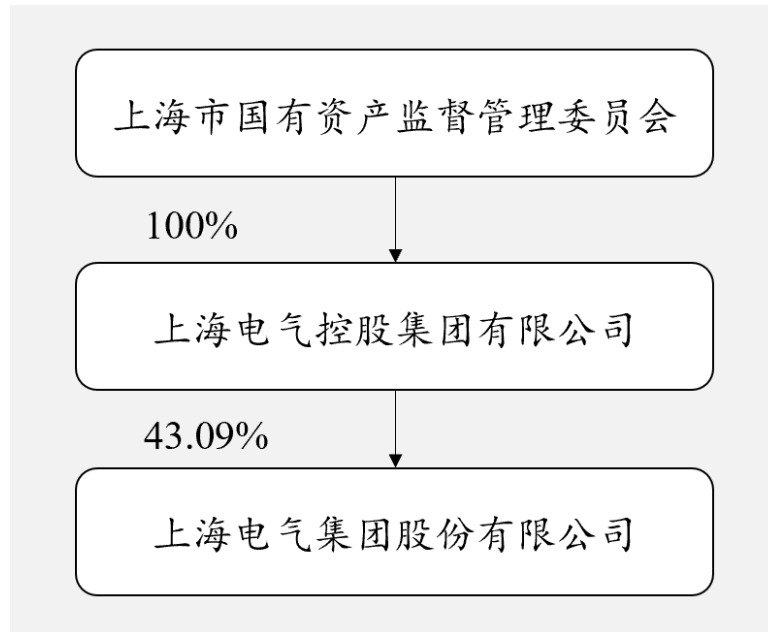 上海市国有资产监督管理委员会
100%
上海电气控股集团有限公司
43.09%
上海电气集团股份有限公司